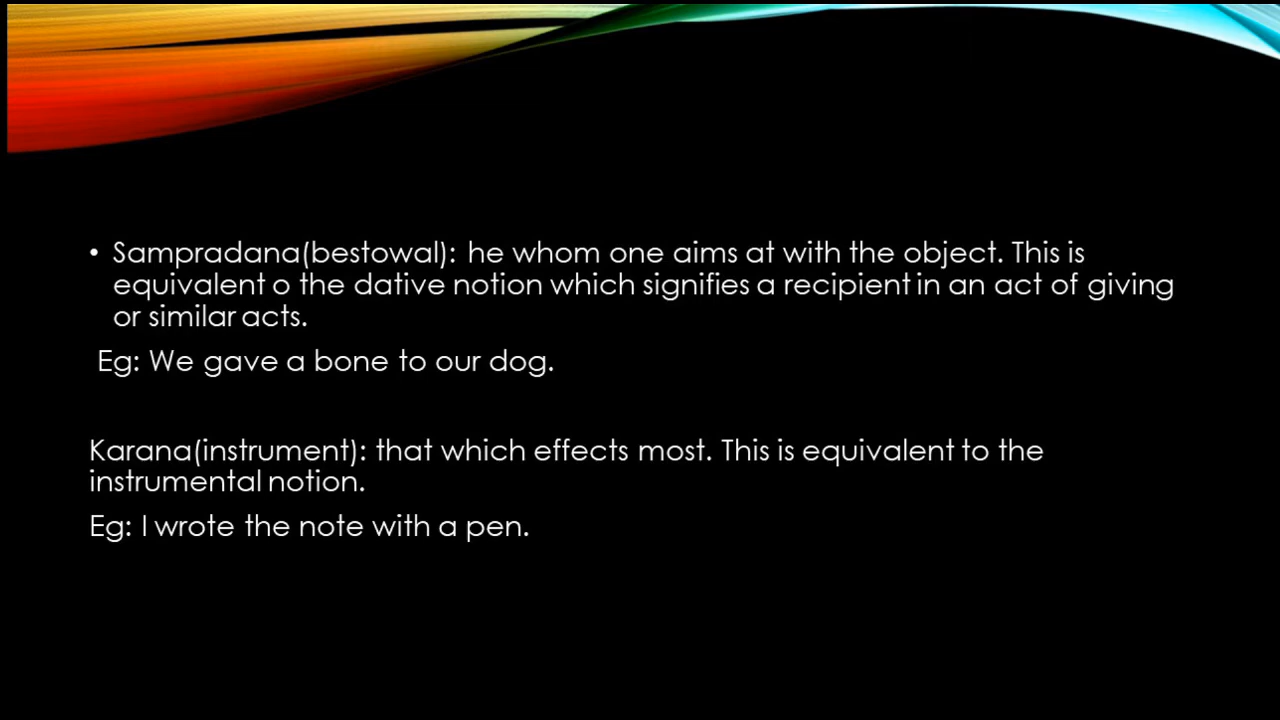 • Sampradana(bestowal): he whom one aims at with the object. This is
equivalent o the dative notion which signifies a recipient in an act of giving
or similar acts.
Eg: We gave a bone to our dog.
Karana(instrument): that which effects most. This is equivalent to the
instrumental notion.
Eg: I wrote the note with a pen.